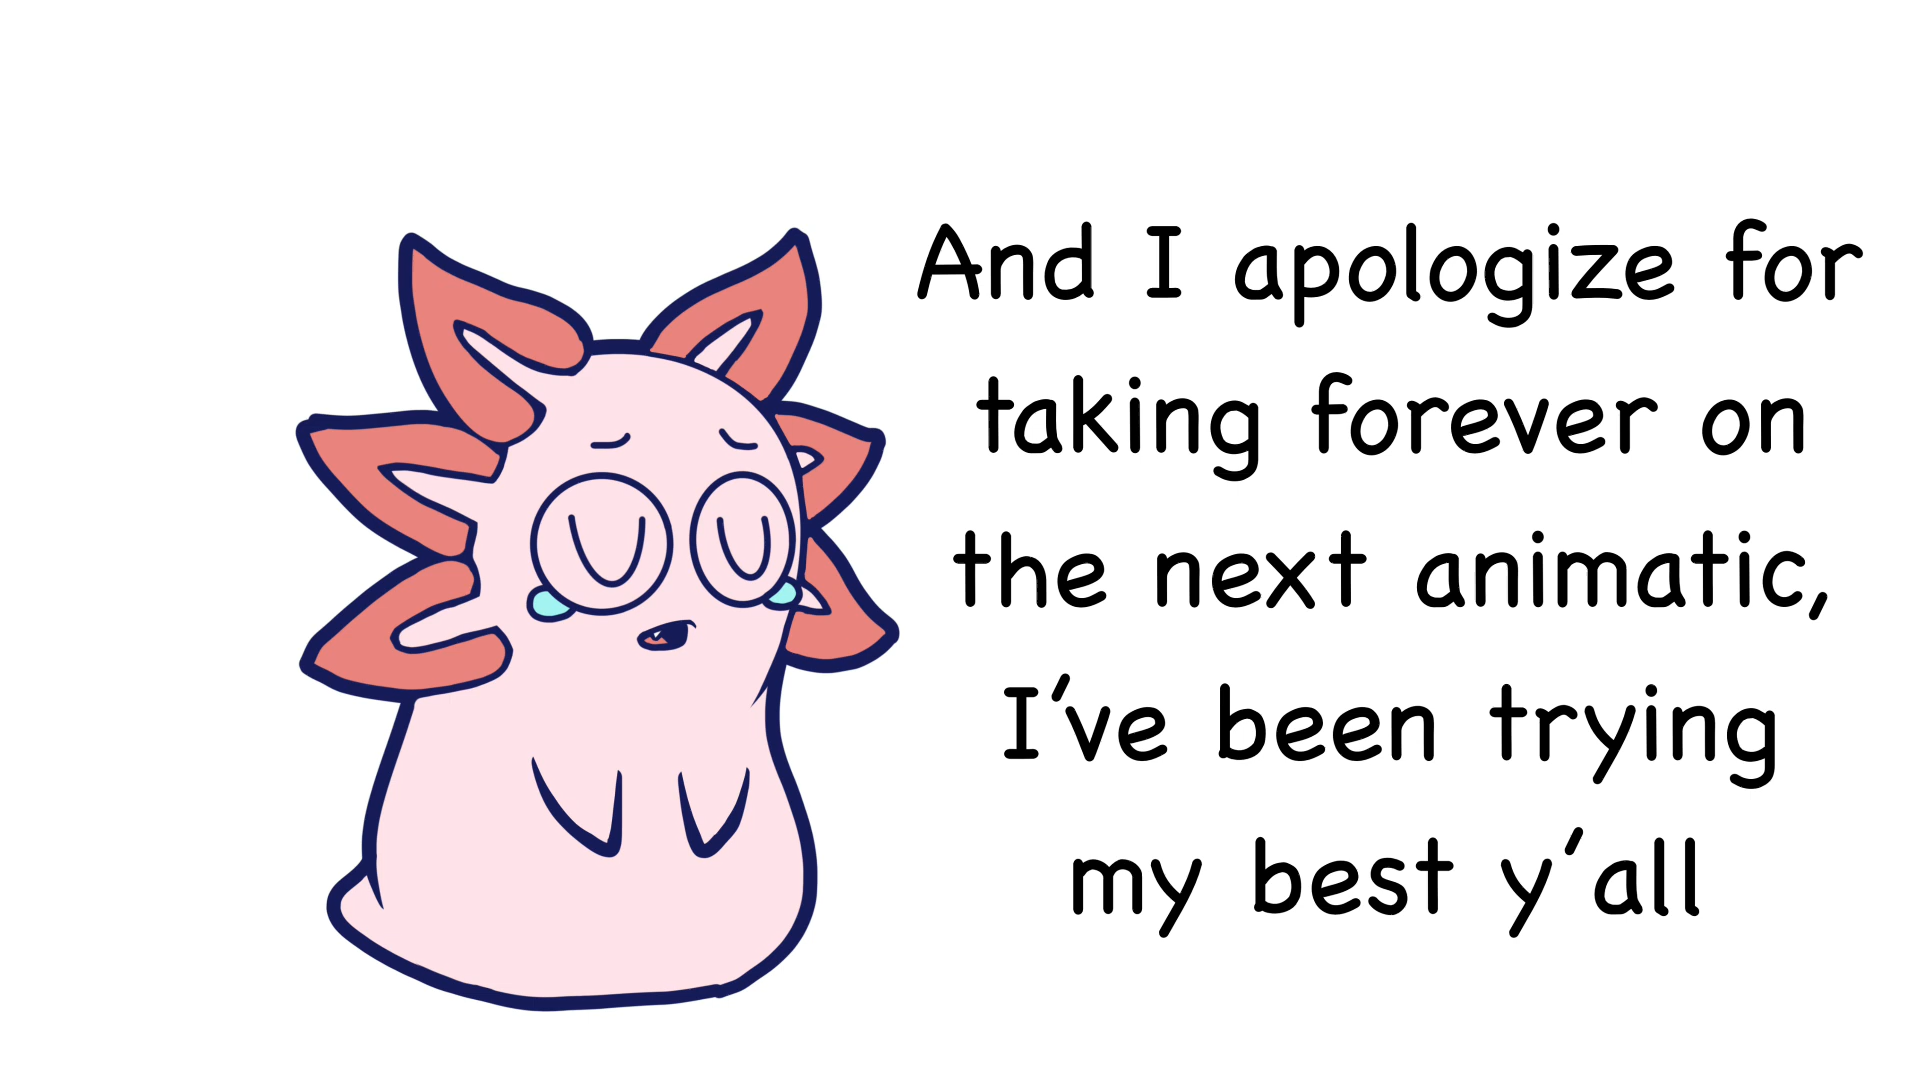 And I apologize for
taking forever on
the next animatic,
I've been trying
my best y'all